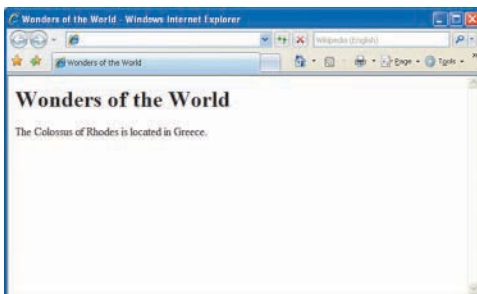 Wonders of the World - Windows Internet Explorer
Wikipedia (English)
Wonders of the World
Page
Tools
Wonders of the World
The Colossus of Rhodes is located in Greece.